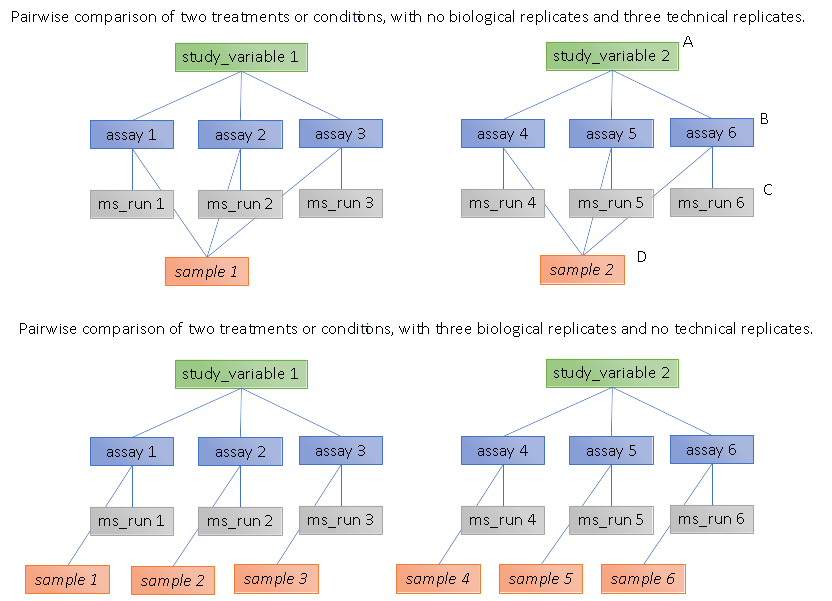 Pairwise comparison of two treatments or conditions, with no biological replicates and three technical replicates.
study_variable 1
study_variable 2
A
assay 1
assay 2
assay 3
assay 4
assay 5
assay 6
B
ms_run 1
ms_run 2
ms_run 3
ms_run 4
ms_run 5
ms_run 6
C
sample 1
sample 2
D
Pairwise comparison of two treatments or conditions, with three biological replicates and no technical replicates.
study_variable 1
study_variable 2
assay 1
assay 2
assay 3
assay 4
assay 5
assay 6
ms_run 1
ms_run 2
ms_run 3
ms_run 4
ms_run 5
ms_run 6
sample 1
sample 2
sample 3
sample 4
sample 5
sample 6